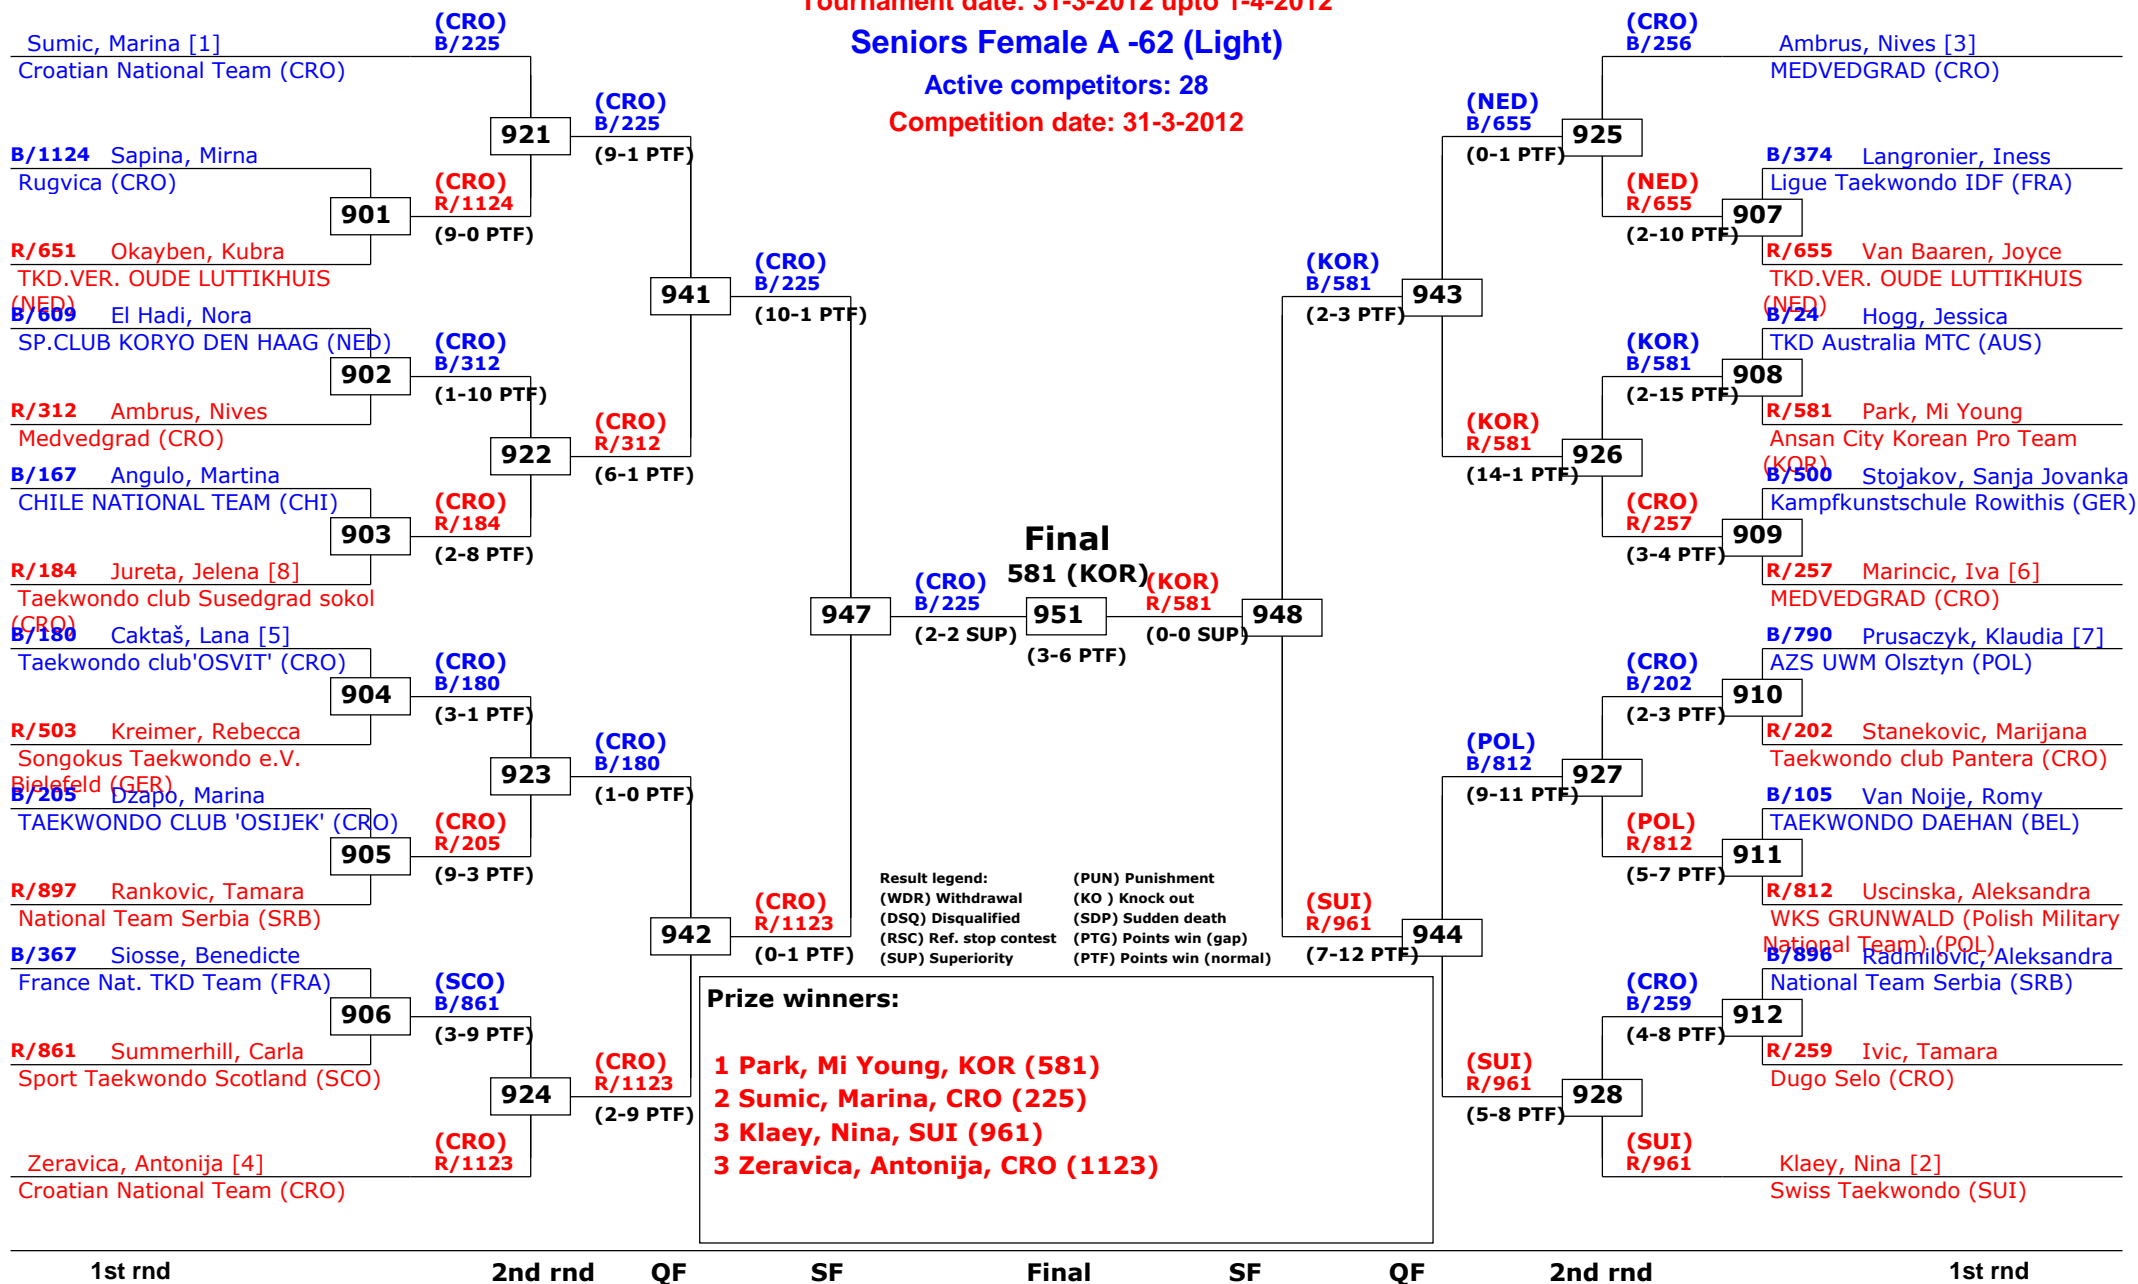 Tournament date: 31-3-2012 upto 1-4-2012
Seniors Female A -62 (Light)
Active competitors: 28
Competition date: 31-3-2012
Sumic, Marina [1]
Croatian National Team (CRO)
(CRO)
B/225
B/1124 Sapina, Mirna
Rugvica (CRO)
901
R/651 Okayben, Kubra
TKD.VER. OUDE LUTTIKHUIS
(NED)
(CRO)
R/1124
(9-0 PTF)
921
(CRO)
B/225
(9-1 PTF)
B/609 El Hadi, Nora
SP.CLUB KORYO DEN HAAG (NED)
902
R/312 Ambrus, Nives
Medvedgrad (CRO)
(CRO)
B/312
(1-10 PTF)
B/167 Angulo, Martina
CHILE NATIONAL TEAM (CHI)
903
R/184 Jureta, Jelena [8]
Taekwondo club Susedgrad sokol
(CRO)
(CRO)
R/184
(2-8 PTF)
922
(CRO)
R/312
(6-1 PTF)
941
(CRO)
B/225
(10-1 PTF)
B/180 Caktaš, Lana [5]
Taekwondo club'OSVIT' (CRO)
904
R/503 Kreimer, Rebecca
Songokus Taekwondo e.V.
Bielefeld (GER)
(CRO)
B/180
(3-1 PTF)
B/205 Dzapo, Marina
TAEKWONDO CLUB 'OSIJEK' (CRO)
905
R/897 Rankovic, Tamara
National Team Serbia (SRB)
(CRO)
R/205
(9-3 PTF)
923
(CRO)
B/180
(1-0 PTF)
B/367 Siosse, Benedicte
France Nat. TKD Team (FRA)
906
R/861 Summerhill, Carla
Sport Taekwondo Scotland (SCO)
(SCO)
B/861
(3-9 PTF)
924
Zeravica, Antonija [4]
Croatian National Team (CRO)
(CRO)
R/1123
(CRO)
R/1123
(2-9 PTF)
942
(CRO)
R/1123
(0-1 PTF)
947
(CRO)
B/225
(2-2 SUP)
Final
581 (KOR)
951
(3-6 PTF)
(KOR)
R/581
(0-0 SUP)
948
(KOR)
B/581
(2-3 PTF)
943
(NED)
B/655
(0-1 PTF)
925
(CRO)
B/256
Ambrus, Nives [3]
MEDVEDGRAD (CRO)
(NED)
R/655
(2-10 PTF)
907
B/374 Langronier, Iness
Ligue Taekwondo IDF (FRA)
R/655 Van Baaren, Joyce
TKD.VER. OUDE LUTTIKHUIS
(NED)
(KOR)
R/581
(14-1 PTF)
926
(KOR)
B/581
(2-15 PTF)
908
B/24 Hogg, Jessica
TKD Australia MTC (AUS)
R/581 Park, Mi Young
Ansan City Korean Pro Team
(KOR)
(CRO)
R/257
(3-4 PTF)
909
B/500 Stojakov, Sanja Jovanka
Kampfkunstschule Rowithis (GER)
R/257 Marincic, Iva [6]
MEDVEDGRAD (CRO)
(SUI)
R/961
(7-12 PTF)
944
(POL)
B/812
(9-11 PTF)
927
(CRO)
B/202
(2-3 PTF)
910
B/790 Prusaczyk, Klaudia [7]
AZS UWM Olsztyn (POL)
R/202 Stanekovic, Marijana
Taekwondo club Pantera (CRO)
(POL)
R/812
(5-7 PTF)
911
B/105 Van Noije, Romy
TAEKWONDO DAEHAN (BEL)
R/812 Uscinska, Aleksandra
WKS GRUNWALD (Polish Military
National Team) (POL)
(SUI)
R/961
(5-8 PTF)
928
(CRO)
B/259
(4-8 PTF)
912
B/896 Radmilovic, Aleksandra
National Team Serbia (SRB)
R/259 Ivic, Tamara
Dugo Selo (CRO)
(SUI)
R/961
Klaey, Nina [2]
Swiss Taekwondo (SUI)
Result legend: (PUN) Punishment
(WDR) Withdrawal (KO ) Knock out
(DSQ) Disqualified (SDP) Sudden death
(RSC) Ref. stop contest (PTG) Points win (gap)
(SUP) Superiority (PTF) Points win (normal)
Prize winners:
1 Park, Mi Young, KOR (581)
2 Sumic, Marina, CRO (225)
3 Klaey, Nina, SUI (961)
3 Zeravica, Antonija, CRO (1123)
1st rnd 2nd rnd QF SF Final SF QF 2nd rnd 1st rnd